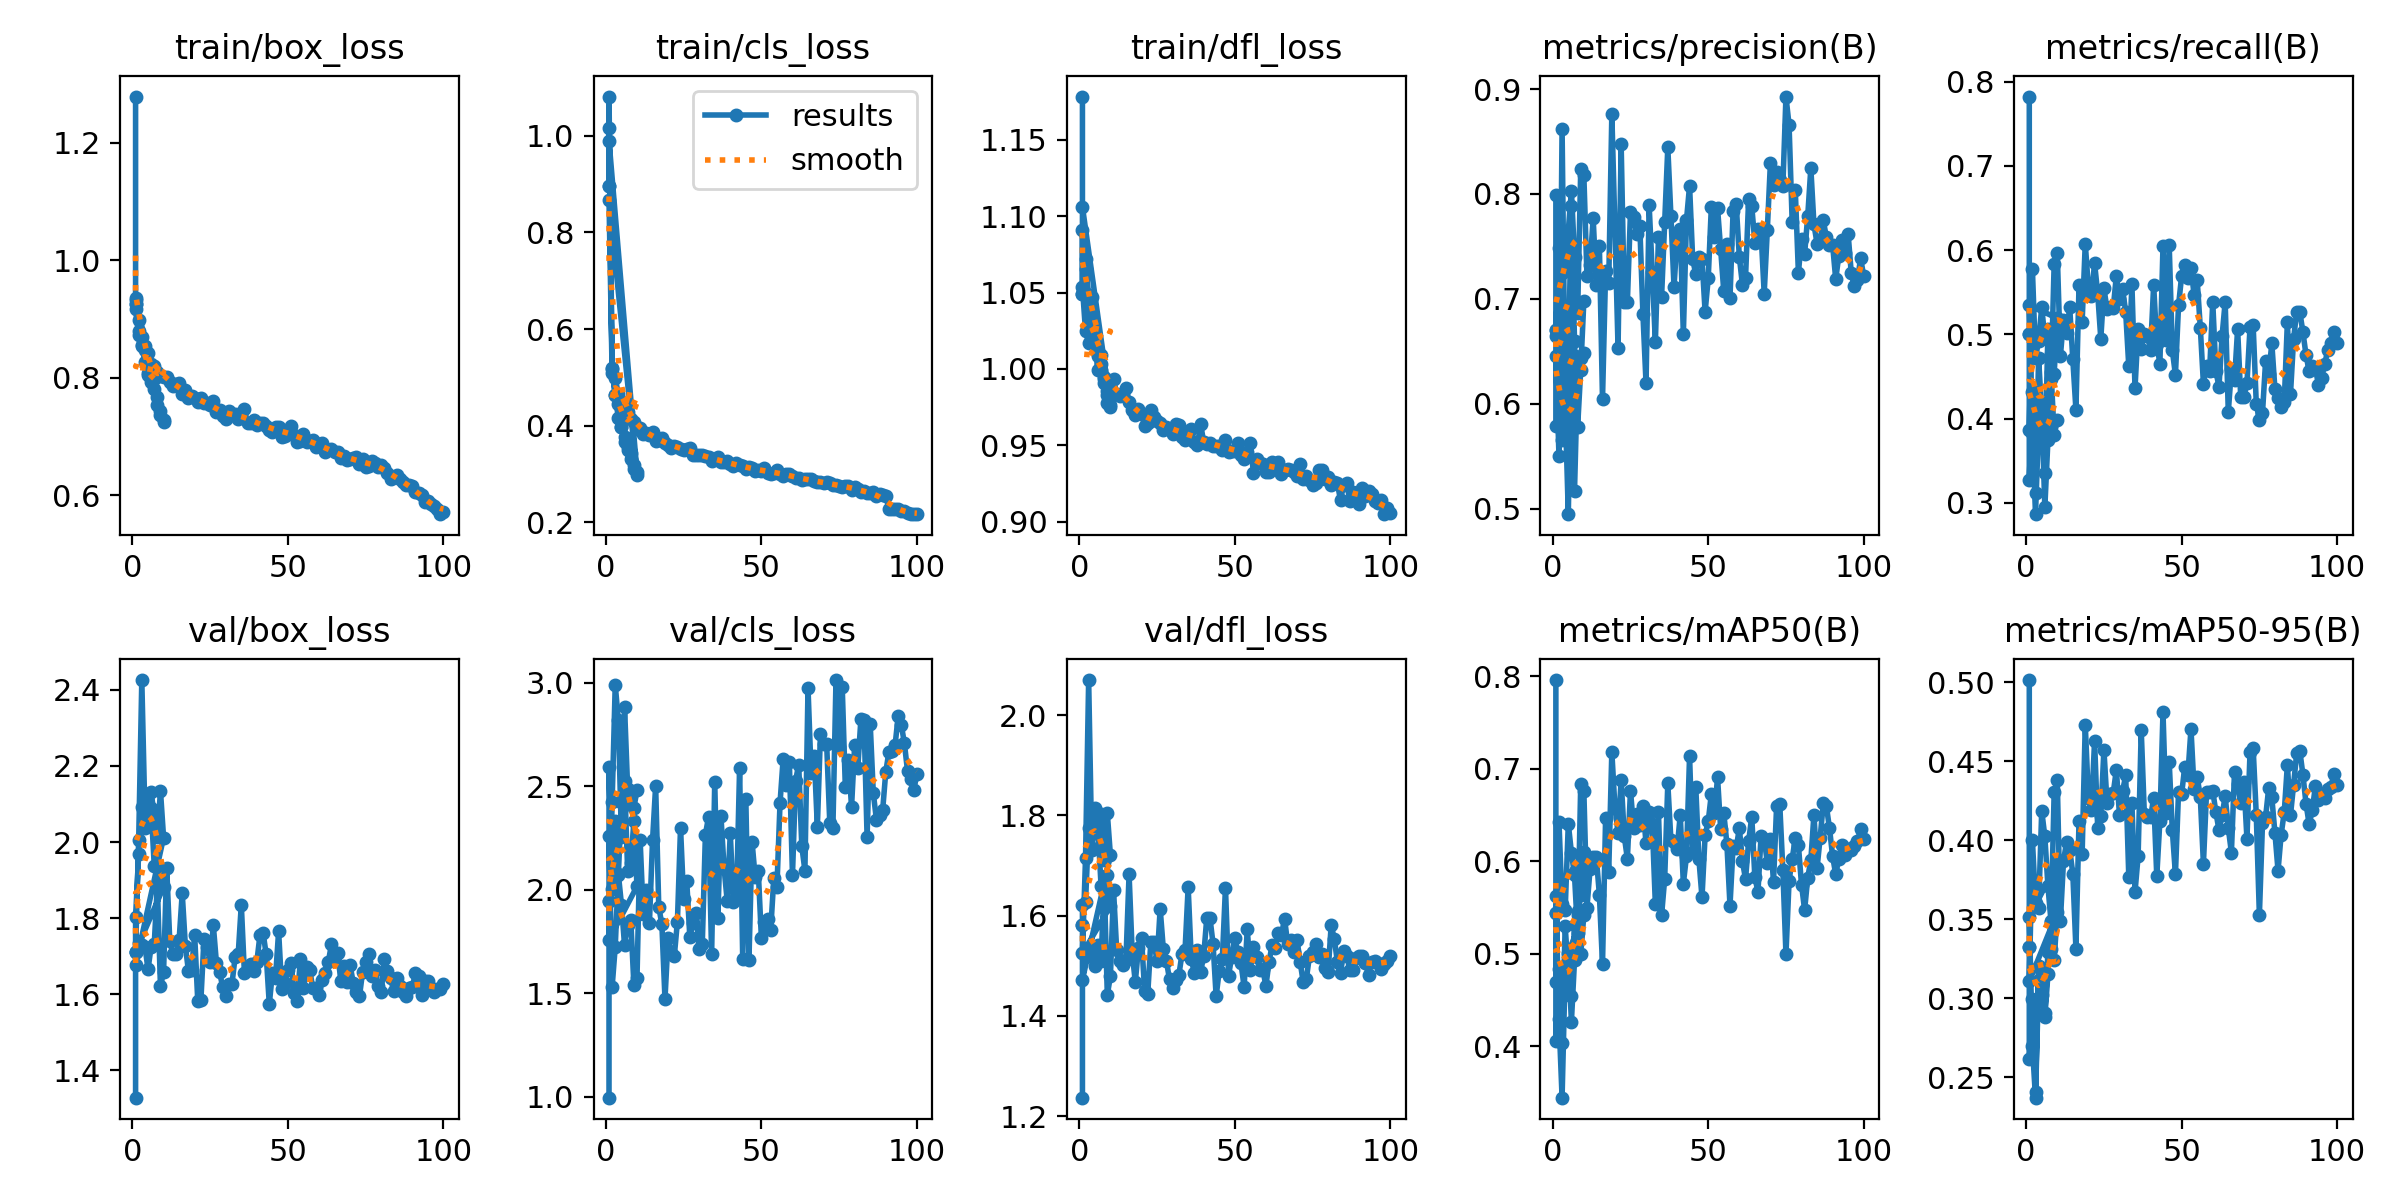 train/box_loss
1.2
1.0
0.8
0.6
0 50 100
train/cls_loss
results
smooth
1.0
0.8
0.6
0.4
0.2
0 50 100
train/dfl_loss
1.15
1.10
1.05
1.00
0.95
0.90
0 50 100
metrics/precision(B)
0.9
0.8
0.7
0.6
0.5
0 50 100
metrics/recall(B)
0.8
0.7
0.6
0.5
0.4
0.3
0 50 100
val/box_loss
2.4
2.2
2.0
1.8
1.6
1.4
0 50 100
val/cls_loss
3.0
2.5
2.0
1.5
1.0
0 50 100
val/dfl_loss
2.0
1.8
1.6
1.4
1.2
0 50 100
metrics/mAP50(B)
0.8
0.7
0.6
0.5
0.4
0 50 100
metrics/mAP50-95(B)
0.50
0.45
0.40
0.35
0.30
0.25
0 50 100